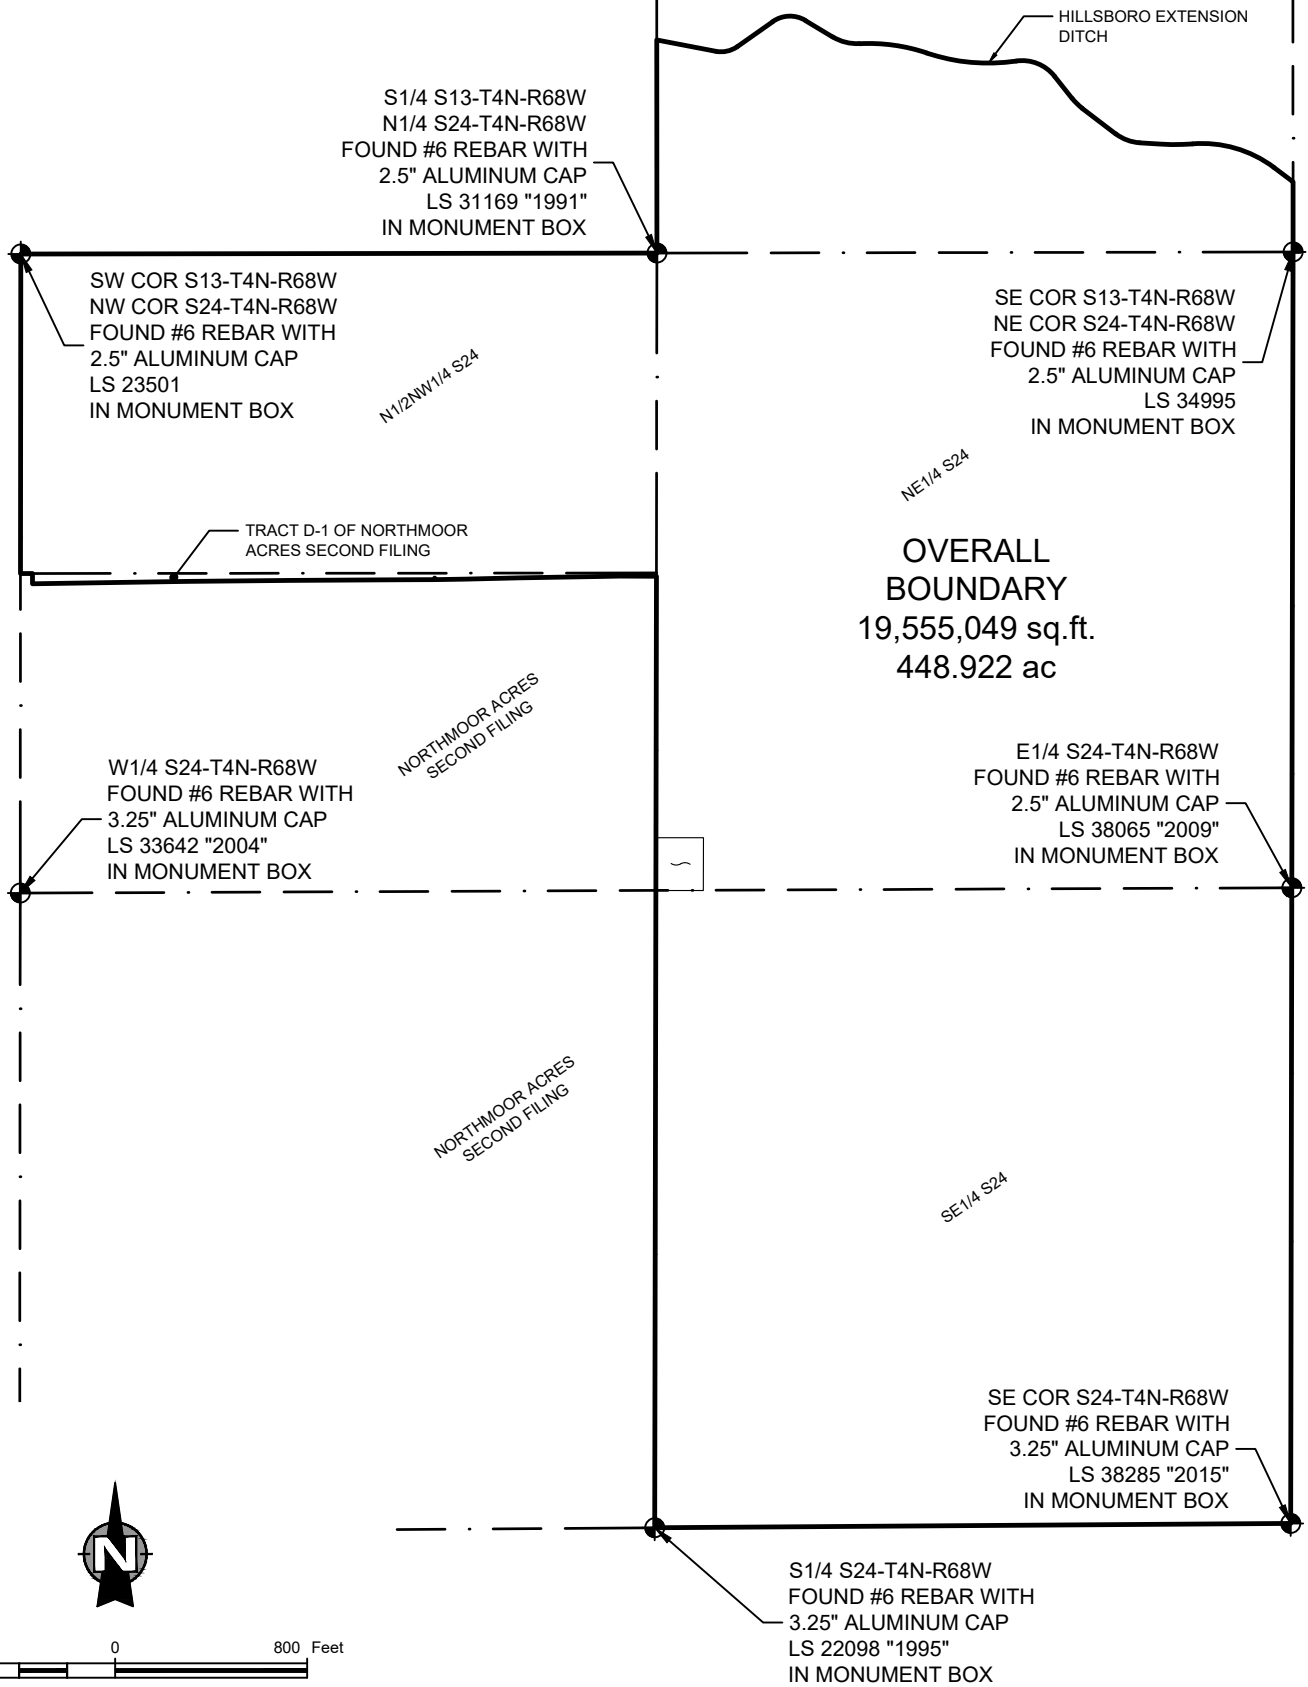 HILLSBORO EXTENSION
DITCH
S1/4 S13-T4N-R68W
N1/4 S24-T4N-R68W
FOUND #6 REBAR WITH
2.5" ALUMINUM CAP
LS 31169 "1991"
IN MONUMENT BOX
SW COR S13-T4N-R68W
NW COR S24-T4N-R68W
FOUND #6 REBAR WITH
2.5" ALUMINUM CAP
LS 23501
IN MONUMENT BOX
SE COR S13-T4N-R68W
NE COR S24-T4N-R68W
FOUND #6 REBAR WITH
2.5" ALUMINUM CAP
LS 34995
IN MONUMENT BOX
N1/2NW1/4 S24
NE1/4 S24
TRACT D-1 OF NORTHMOOR
ACRES SECOND FILING
OVERALL
BOUNDARY
19,555,049 sq.ft.
448.922 ac
NORTHMOOR ACRES
SECOND FILING
W1/4 S24-T4N-R68W
FOUND #6 REBAR WITH
3.25" ALUMINUM CAP
LS 33642 "2004"
IN MONUMENT BOX
E1/4 S24-T4N-R68W
FOUND #6 REBAR WITH
2.5" ALUMINUM CAP
LS 38065 "2009"
IN MONUMENT BOX
NORTHMOOR ACRES
SECOND FILING
SE1/4 S24
SE COR S24-T4N-R68W
FOUND #6 REBAR WITH
3.25" ALUMINUM CAP
LS 38285 "2015"
IN MONUMENT BOX
N
S1/4 S24-T4N-R68W
FOUND #6 REBAR WITH
3.25" ALUMINUM CAP
LS 22098 "1995"
IN MONUMENT BOX
0 800 Feet